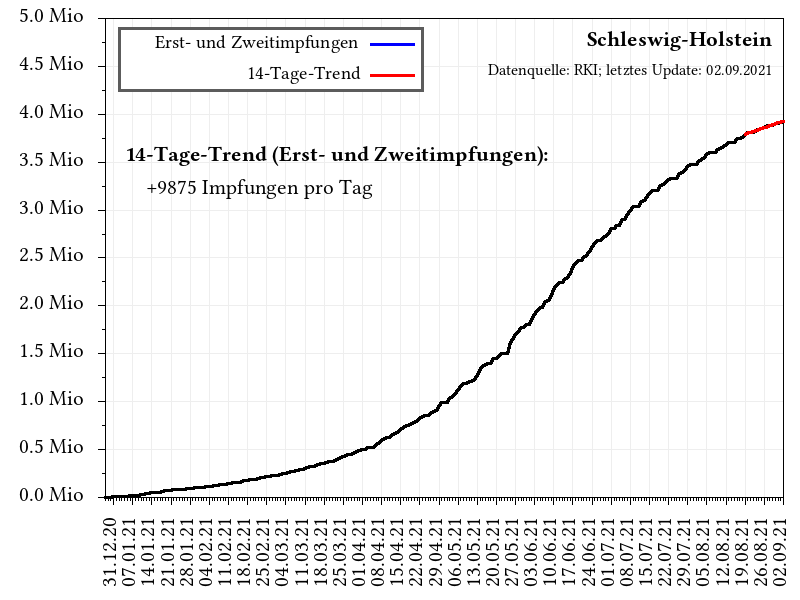 5.0 Mio
4.5 Mio
4.0 Mio
3.5 Mio
3.0 Mio
2.5 Mio
2.0 Mio
1.5 Mio
1.0 Mio
0.5 Mio
0.0 Mio
Erst- und Zweitimpfungen
14-Tage-Trend
Schleswig-Holstein
Datenquelle: RKI; letztes Update: 02.09.2021
14-Tage-Trend (Erst- und Zweitimpfungen):
+9875 Impfungen pro Tag
31.12.20
07.01.21
14.01.21
21.01.21
28.01.21
04.02.21
11.02.21
18.02.21
25.02.21
04.03.21
11.03.21
18.03.21
25.03.21
01.04.21
08.04.21
15.04.21
22.04.21
29.04.21
06.05.21
13.05.21
20.05.21
27.05.21
03.06.21
10.06.21
17.06.21
24.06.21
01.07.21
08.07.21
15.07.21
22.07.21
29.07.21
05.08.21
12.08.21
19.08.21
26.08.21
02.09.21